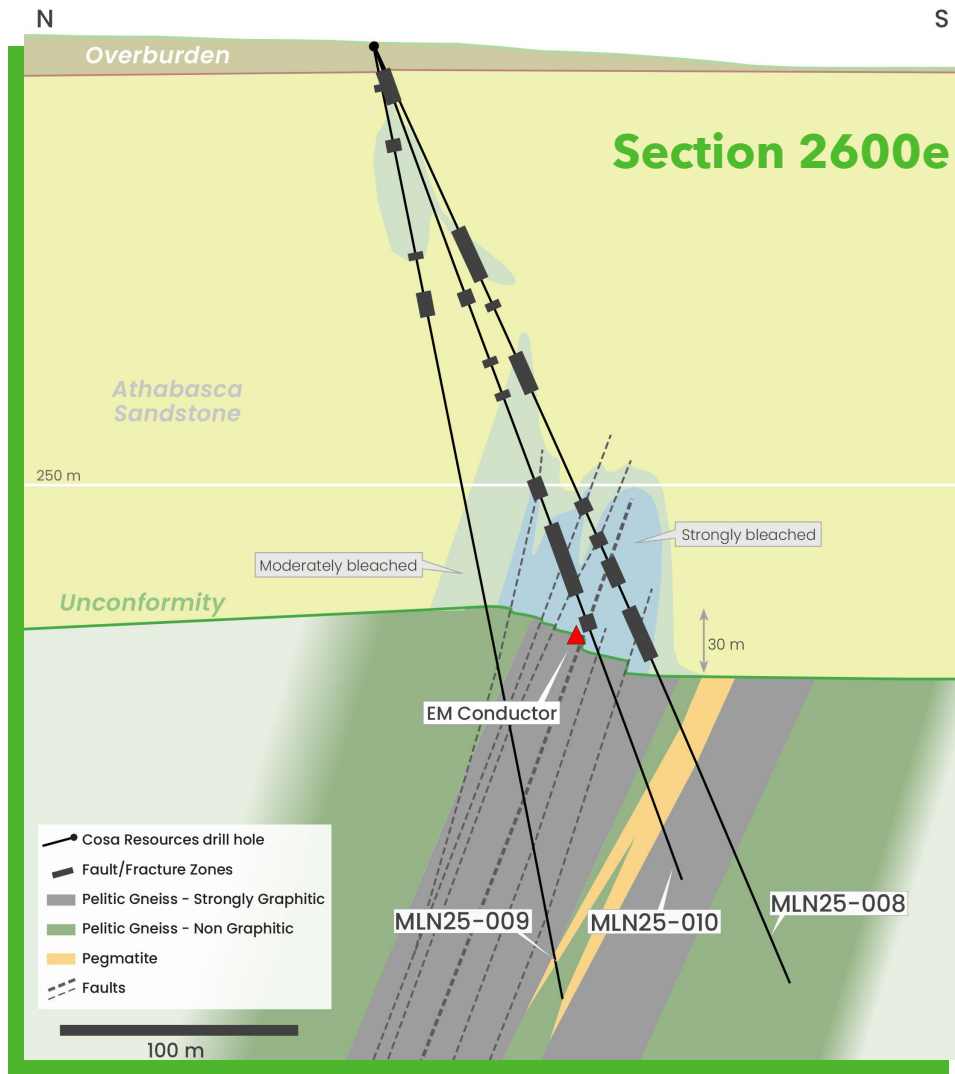 N
S
Overburden
Section 2600e
Athabasca
Sandstone
250 m
Strongly bleached
Moderately bleached
Unconformity
30 m
EM Conductor
Cosa Resources drill hole
Fault/Fracture Zones
Pelitic Gneiss - Strongly Graphitic
Pelitic Gneiss - Non Graphitic
Pegmatite
Faults
MLN25-009
MLN25-010
MLN25-008
100 m